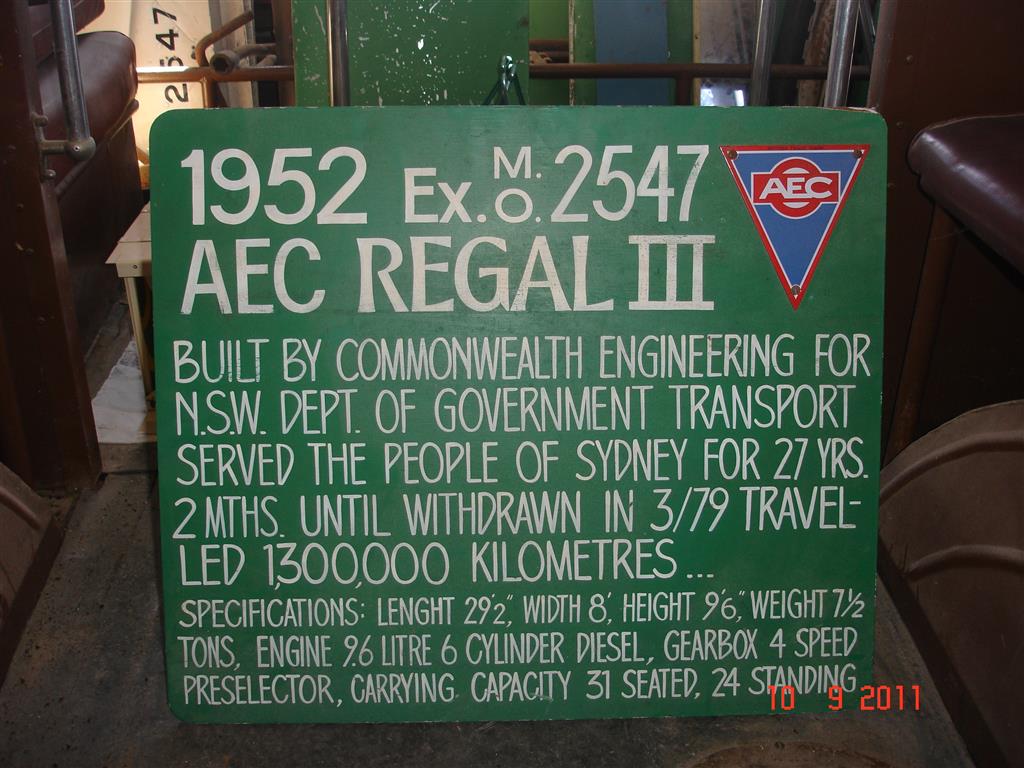 2547
1952 Ex. M.O. 2547
AEC
AEC REGAL III
BUILT BY COMMONWEALTH ENGINEERING FOR
N.S.W. DEPT. OF GOVERNMENT TRANSPORT
SERVED THE PEOPLE OF SYDNEY FOR 27 YRS.
2 MTHS. UNTIL WITHDRAWN IN 3/79 TRAVEL-
LED 1,300,000 KILOMETRES...
SPECIFICATIONS: LENGHT 29'2", WIDTH 8', HEIGHT 9'6", WEIGHT 7½
TONS, ENGINE 9.6 LITRE 6 CYLINDER DIESEL, GEARBOX 4 SPEED
PRESELECTOR, CARRYING CAPACITY 31 SEATED, 24 STANDING
10 9 2011